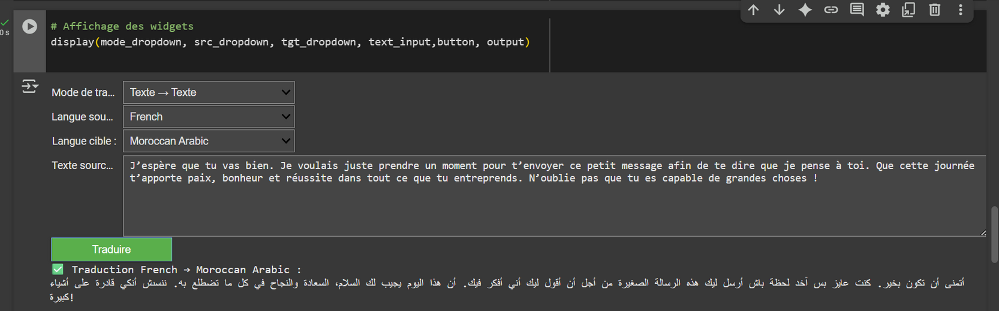 0 s
# Affichage des widgets
display(mode_dropdown, src_dropdown, tgt_dropdown, text_input,button, output)
Mode de tra... Texte → Texte
Langue sou... French
Langue cible : Moroccan Arabic
Texte sourc... J’espère que tu vas bien. Je voulais juste prendre un moment pour t’envoyer ce petit message afin de te dire que je pense à toi. Que cette journée
t’apporte paix, bonheur et réussite dans tout ce que tu entreprends. N’oublie pas que tu es capable de grandes choses !
Traduire
✅ Traduction French → Moroccan Arabic :
أتمنى أن تكون بخير. كنت عايز بس آخد لحظة باش أرسل ليك هذه الرسالة الصغيرة من أجل أن أقول ليك أني أفكر فيك. أن هذا اليوم يجيب لك السلام، السعادة والنجاح في كل ما تضطلع به. ننسش أنكي قادرة على أشياء
كبيرة!